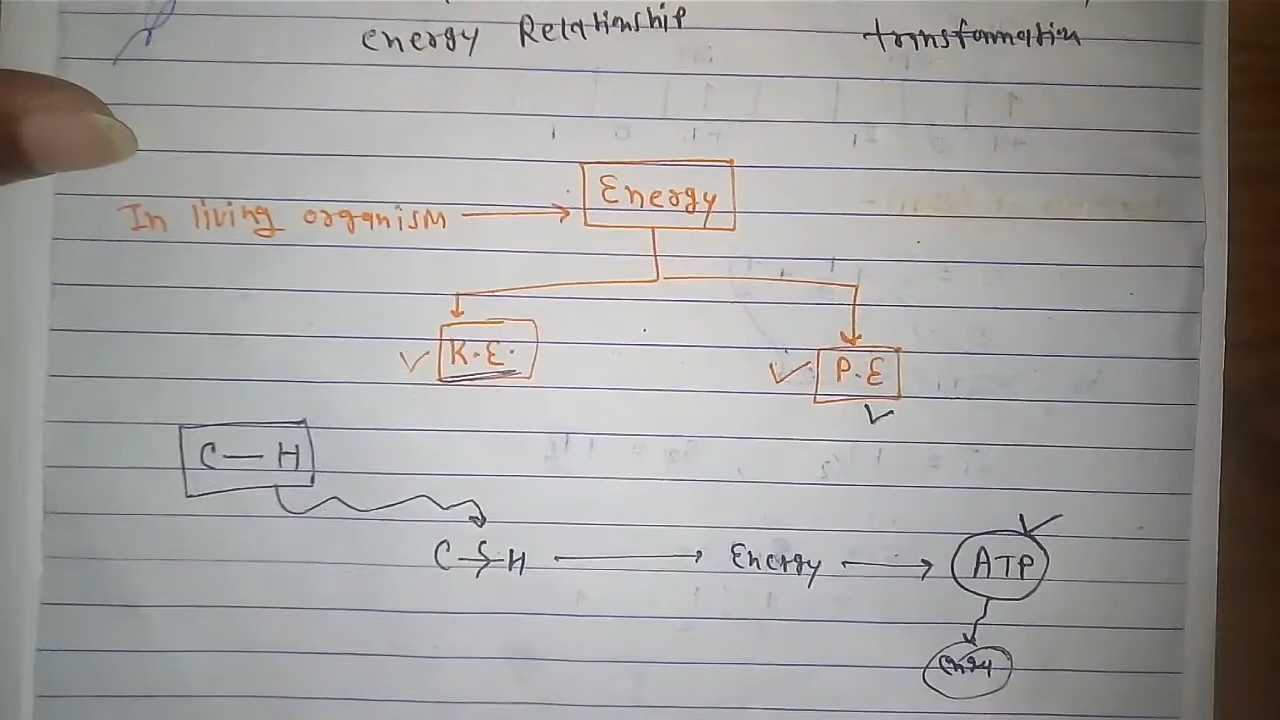 energy Relationship transformation
Energy
In living organism
K.E.
P.E
C-H
C-H Energy ATP